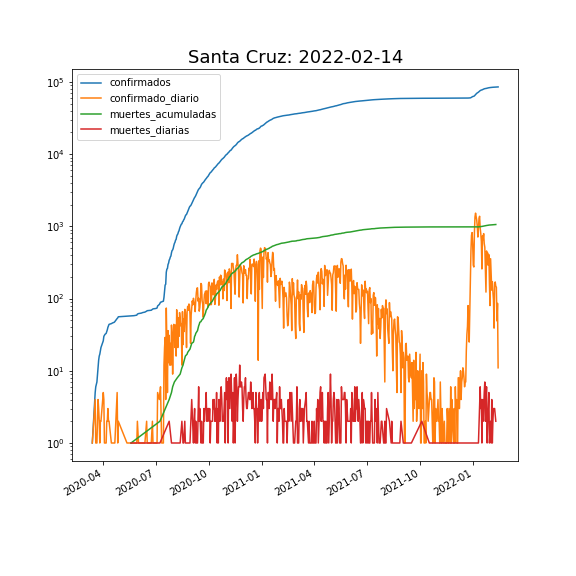 Santa Cruz: 2022-02-14
confirmados
confirmado_diario
muertes_acumuladas
muertes_diarias
10^5
10^4
10^3
10^2
10^1
10^0
2020-04 2020-07 2020-10 2021-01 2021-04 2021-07 2021-10 2022-01